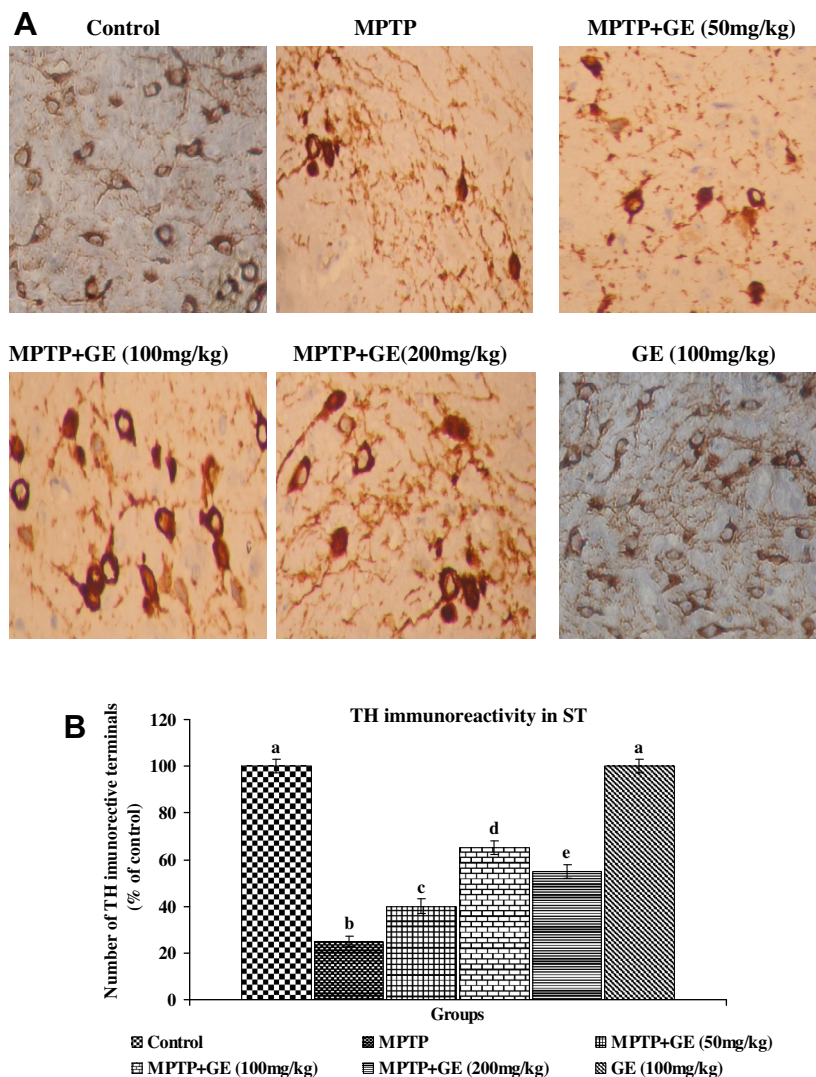 A
Control MPTP MPTP+GE (50mg/kg)
MPTP+GE (100mg/kg) MPTP+GE(200mg/kg) GE (100mg/kg)
B
TH immunoreactivity in ST
Number of TH imunorective terminals
(% of control)
120
100
80
60
40
20
0
a
b
c
d
e
a
Groups
Control MPTP MPTP+GE (50mg/kg)
MPTP+GE (100mg/kg) MPTP+GE (200mg/kg) GE (100mg/kg)